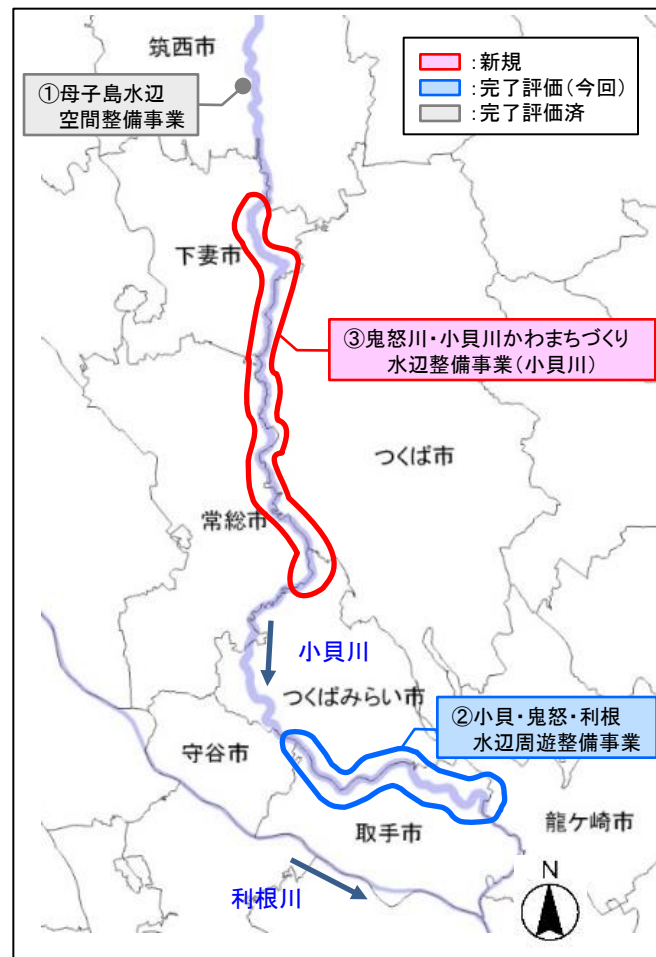 筑西市
:新規
:完了評価(今回)
:完了評価済
①母子島水辺
空間整備事業
下妻市
③鬼怒川・小貝川かわまちづくり
水辺整備事業(小貝川)
つくば市
常総市
小貝川
つくばみらい市
②小貝・鬼怒・利根
水辺周遊整備事業
守谷市
取手市
龍ケ崎市
利根川
N